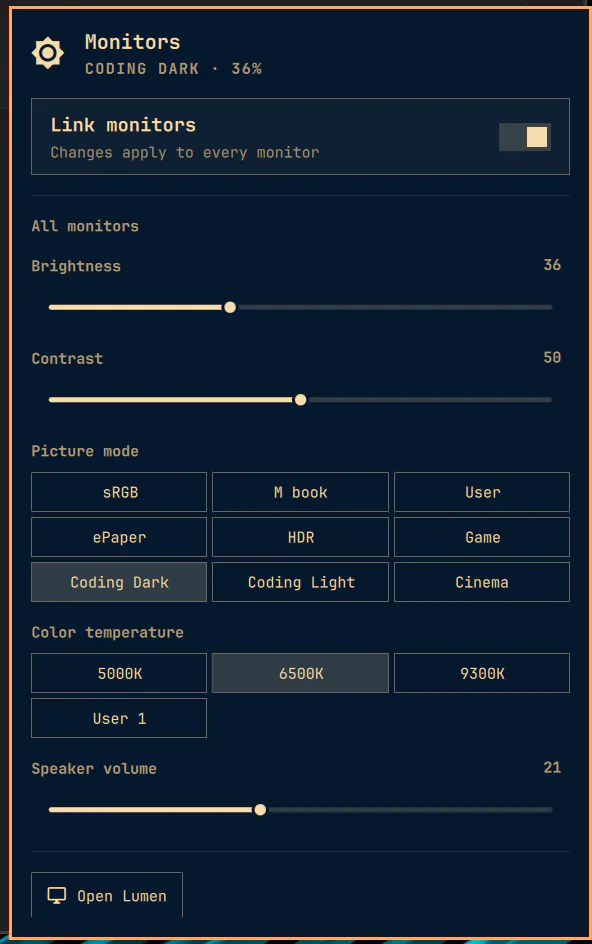 Monitors
CODING DARK · 36%
Link monitors
Changes apply to every monitor
All monitors
Brightness 36
Contrast 50
Picture mode
sRGB M book User
ePaper HDR Game
Coding Dark Coding Light Cinema
Color temperature
5000K 6500K 9300K
User 1
Speaker volume 21
Open Lumen